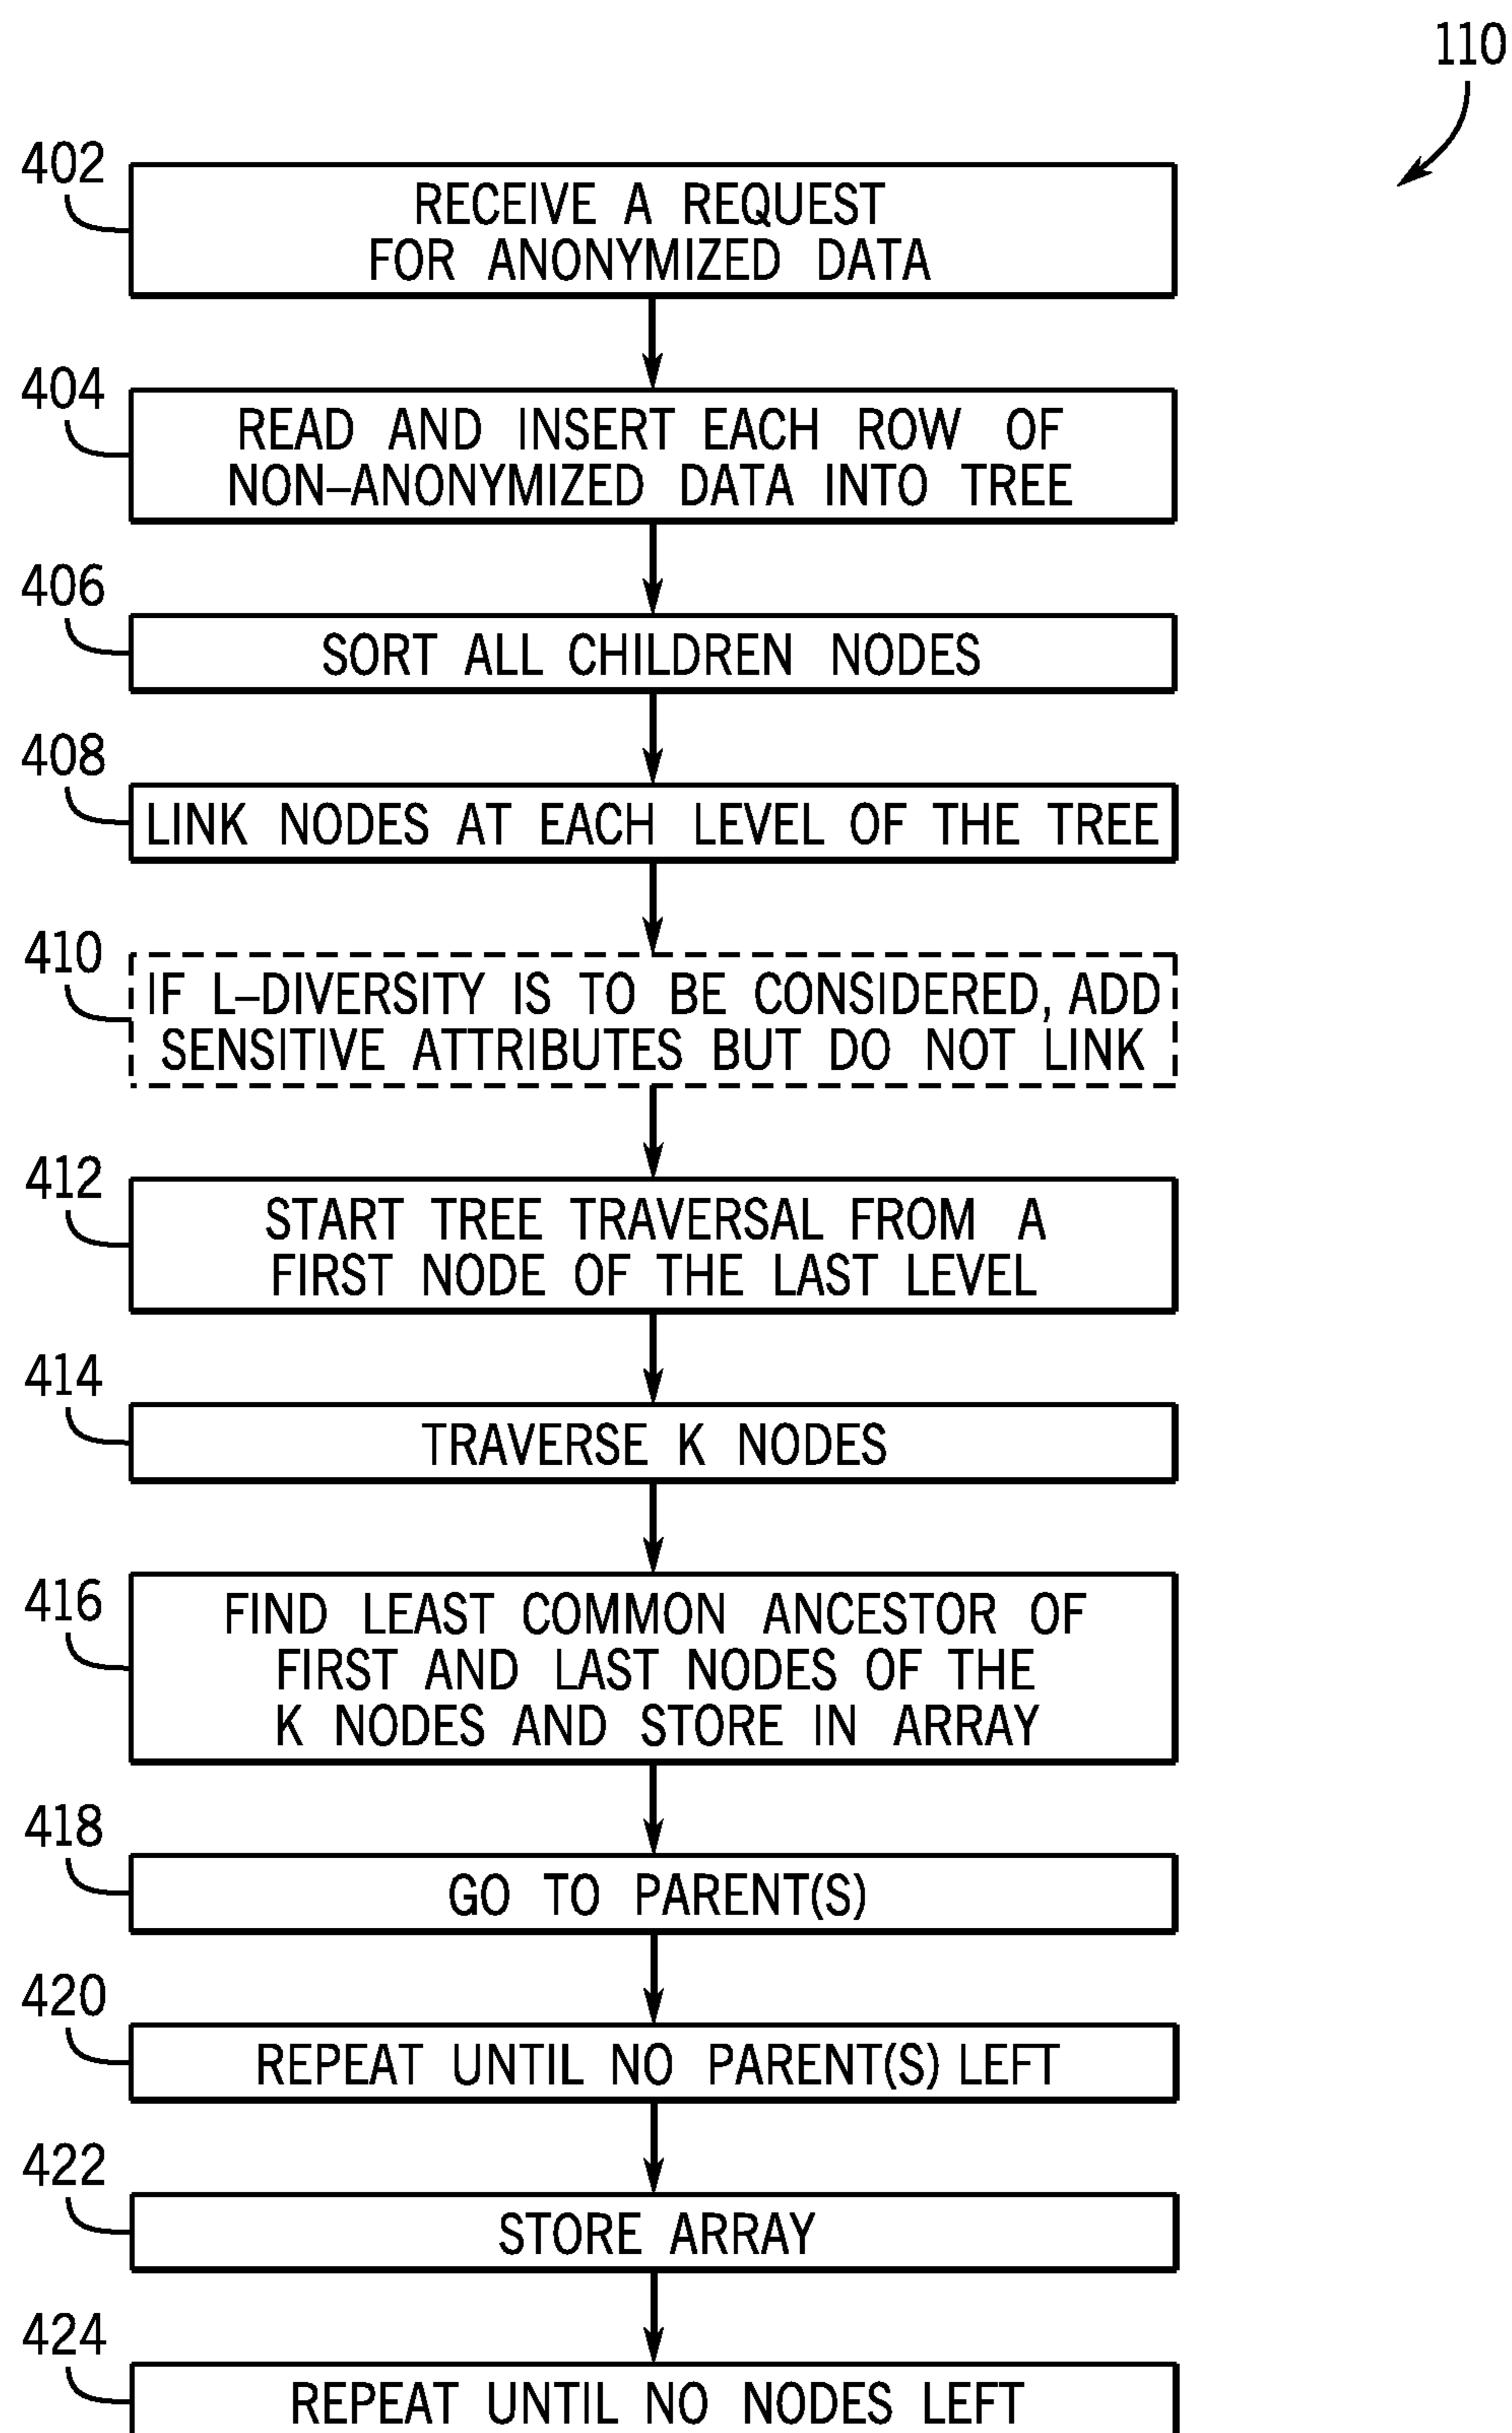 110
402
RECEIVE A REQUEST
FOR ANONYMIZED DATA
404
READ AND INSERT EACH ROW OF
NON–ANONYMIZED DATA INTO TREE
406
SORT ALL CHILDREN NODES
408
LINK NODES AT EACH LEVEL OF THE TREE
410
IF L–DIVERSITY IS TO BE CONSIDERED, ADD
SENSITIVE ATTRIBUTES BUT DO NOT LINK
412
START TREE TRAVERSAL FROM A
FIRST NODE OF THE LAST LEVEL
414
TRAVERSE K NODES
416
FIND LEAST COMMON ANCESTOR OF
FIRST AND LAST NODES OF THE
K NODES AND STORE IN ARRAY
418
GO TO PARENT(S)
420
REPEAT UNTIL NO PARENT(S) LEFT
422
STORE ARRAY
424
REPEAT UNTIL NO NODES LEFT